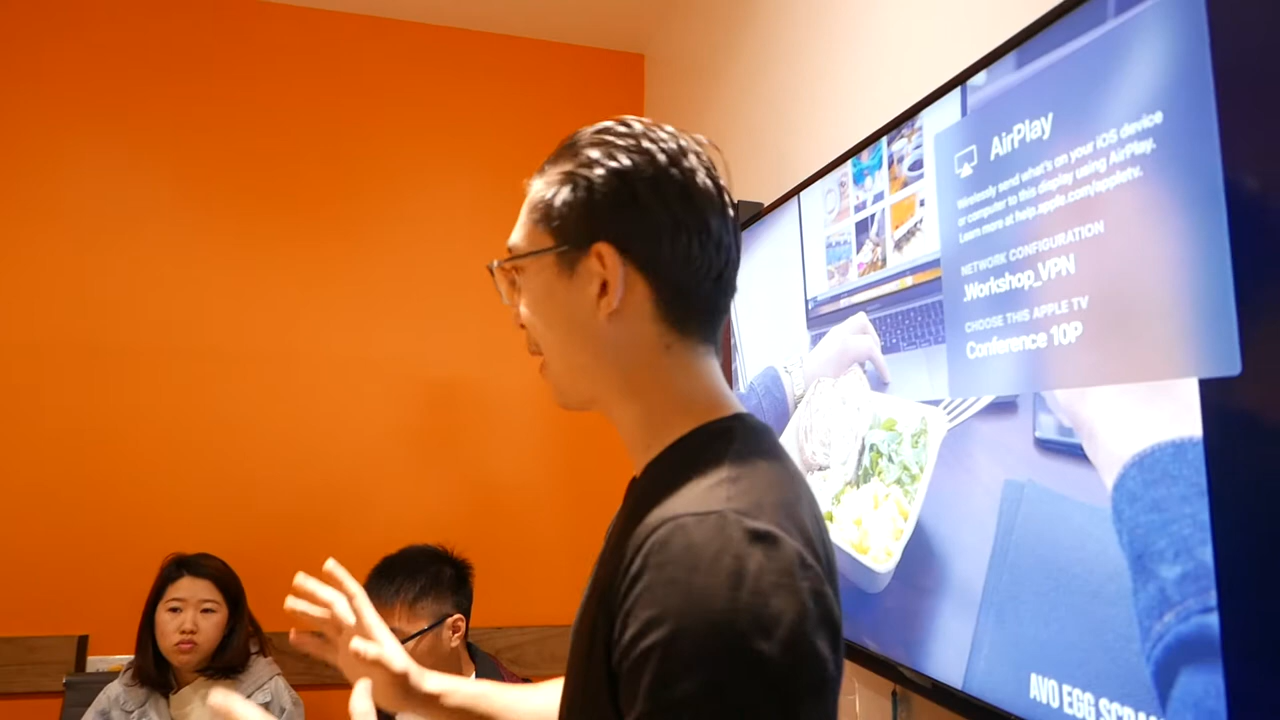 AirPlay
Wirelessly send what's on your iOS device
or computer to this display using AirPlay.
Learn more at help.apple.com/appletv.
NETWORK CONFIGURATION
.Workshop_VPN
CHOOSE THIS APPLE TV
Conference 10P
AVO EGG